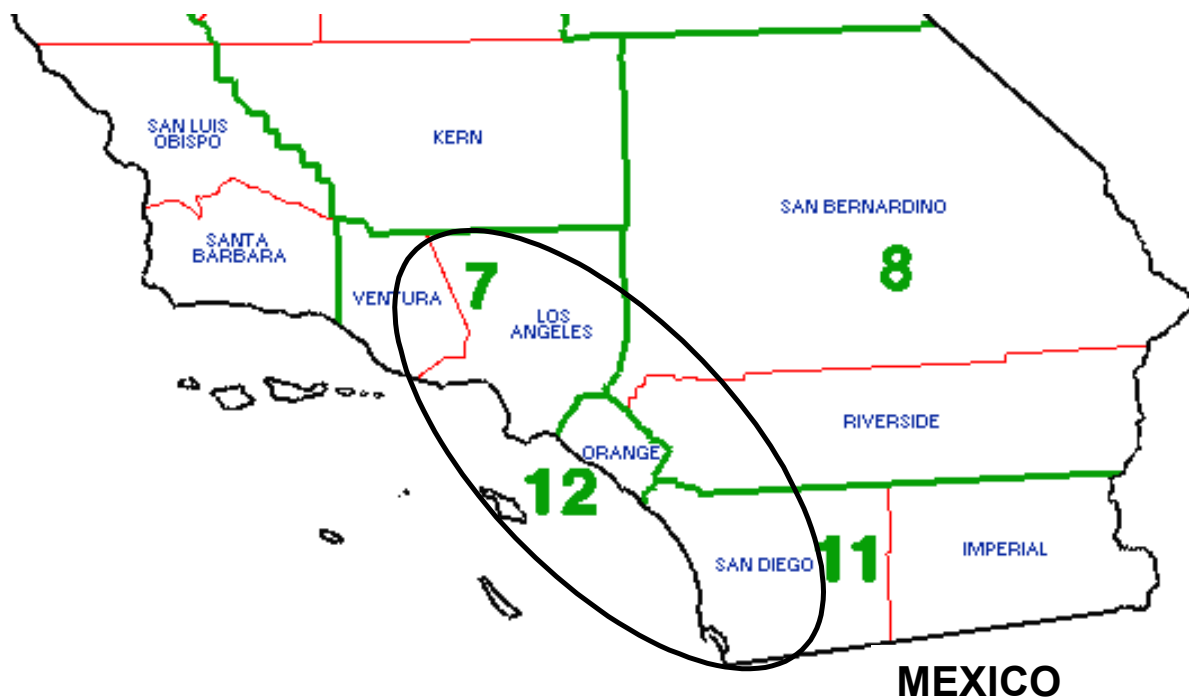 SAN LUIS
OBISPO
KERN
SAN BERNARDINO
SANTA
BARBARA
8
7
VENTURA
LOS
ANGELES
RIVERSIDE
ORANGE
12
11
SAN DIEGO
IMPERIAL
MEXICO